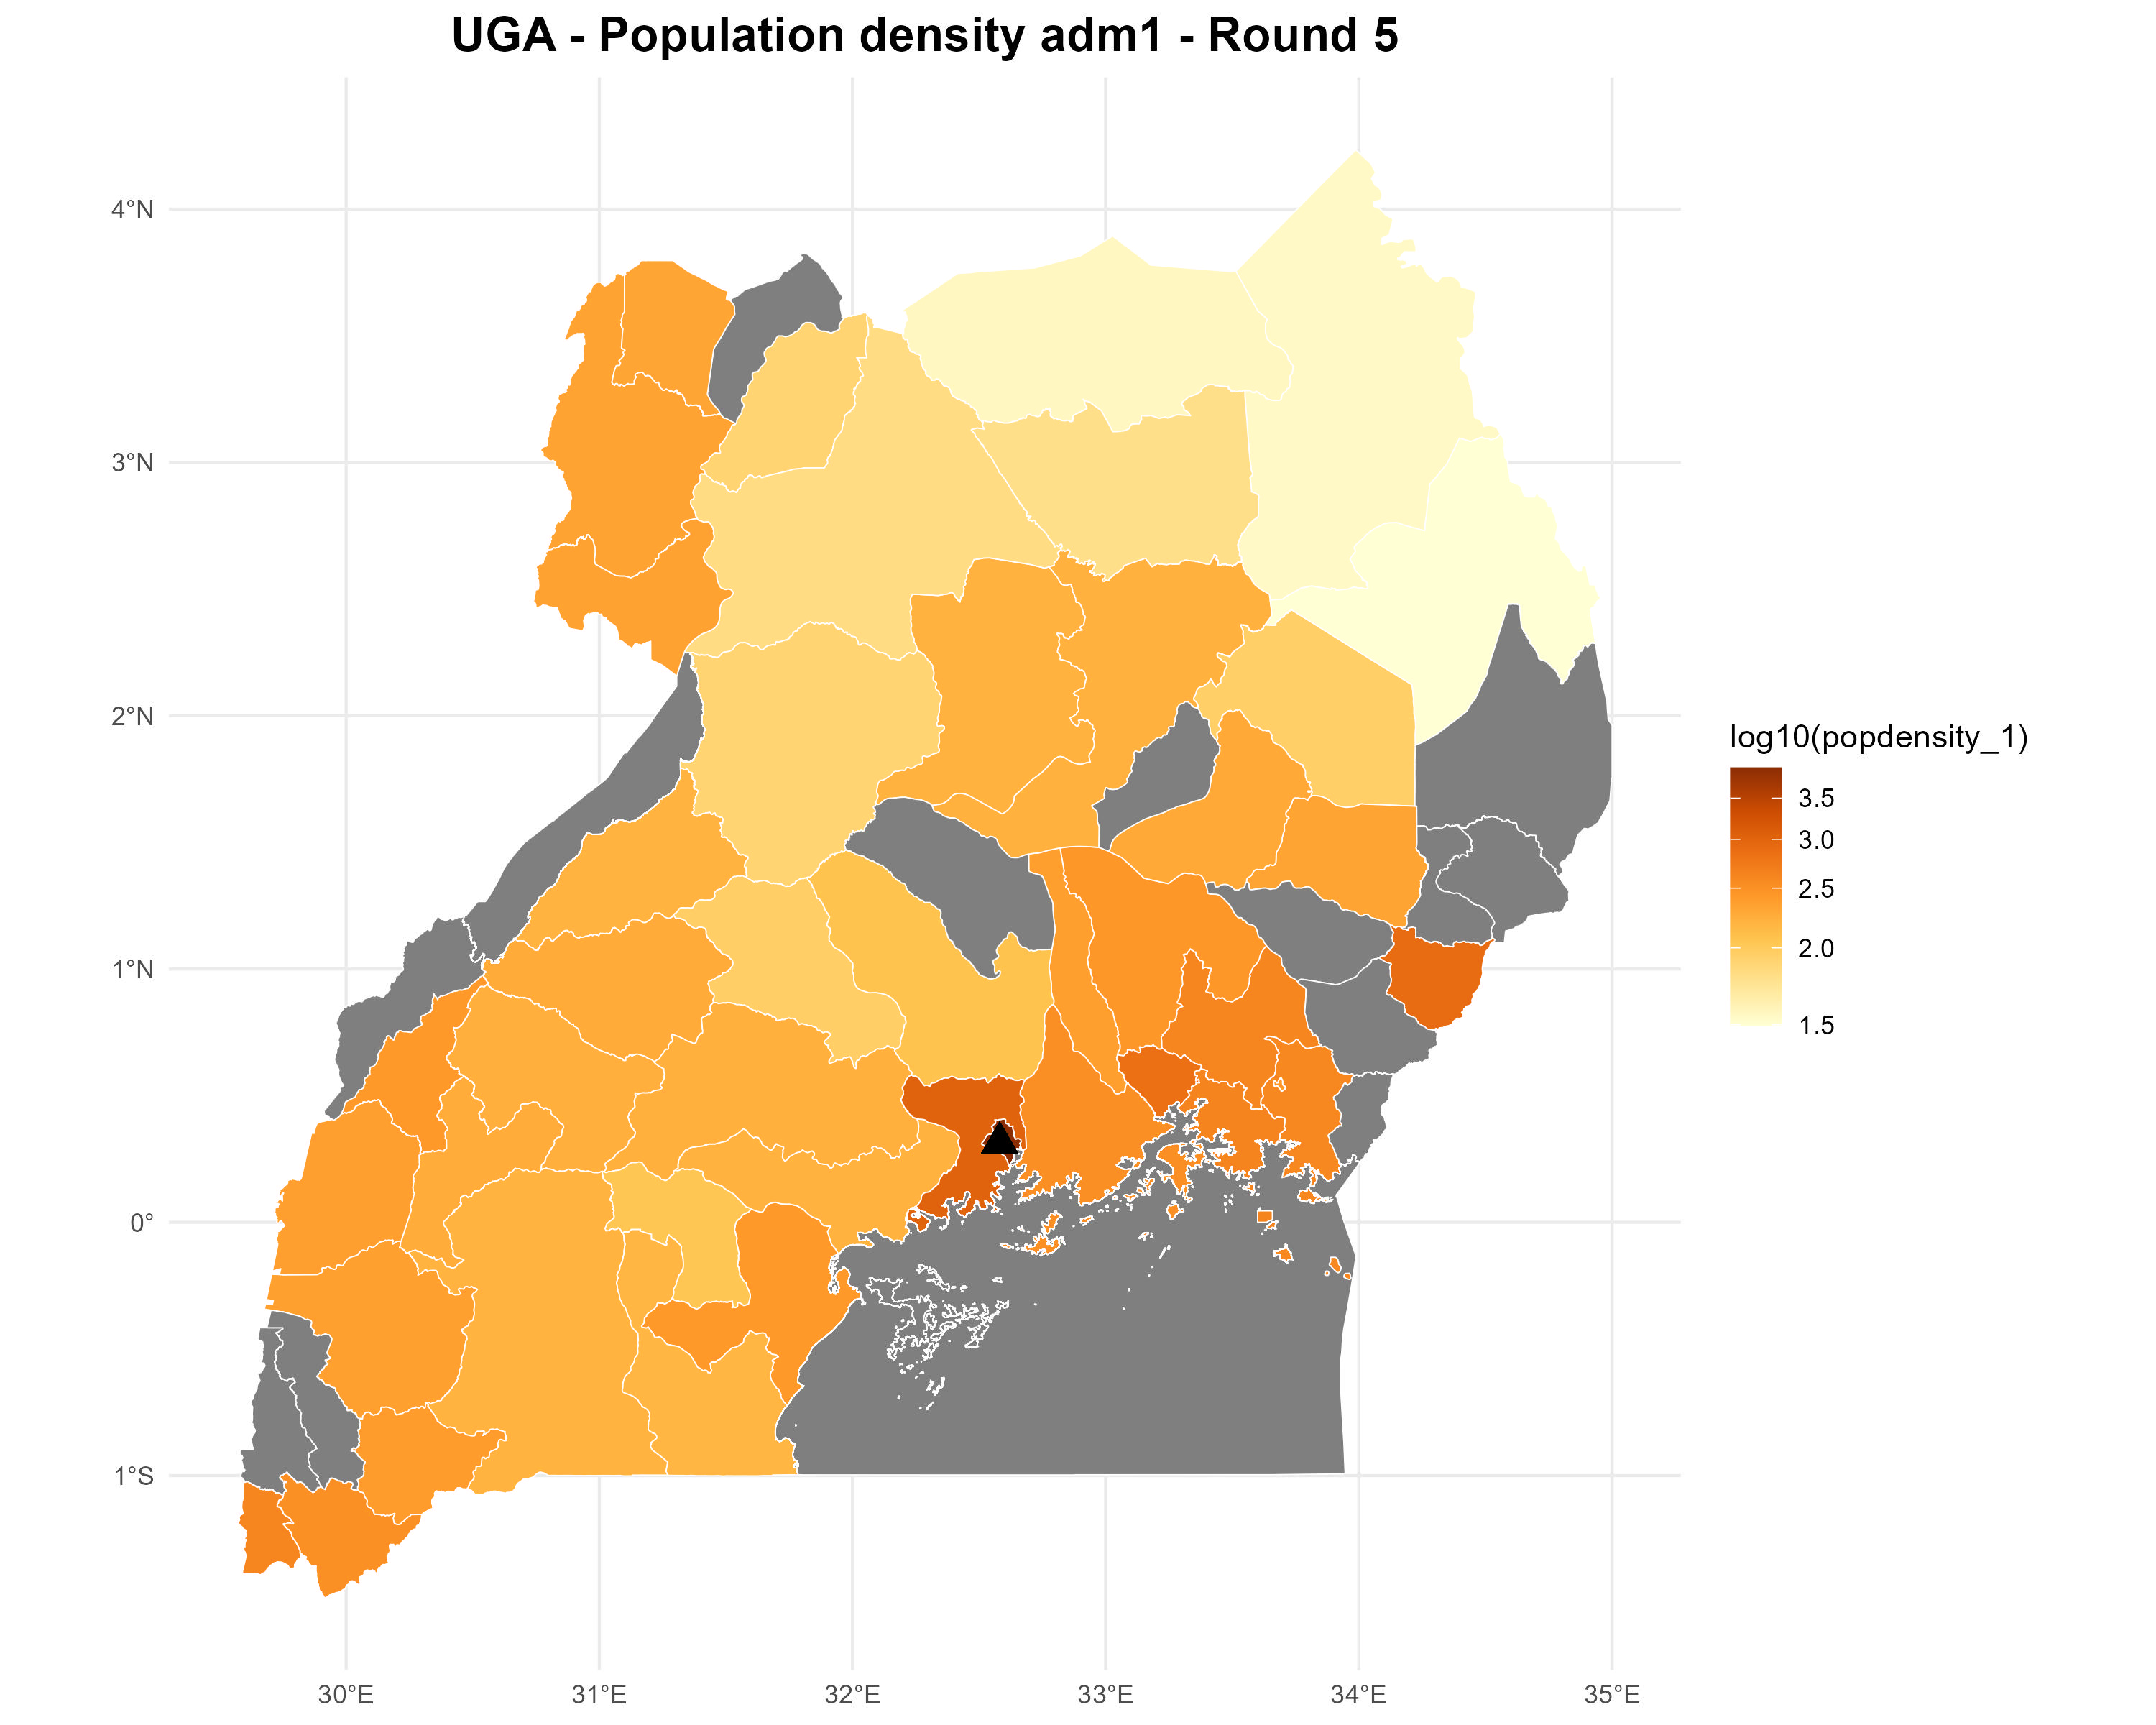 UGA - Population density adm1 - Round 5
4°N
3°N
2°N
1°N
0°
1°S
30°E
31°E
32°E
33°E
34°E
35°E
log10(popdensity_1)
3.5
3.0
2.5
2.0
1.5